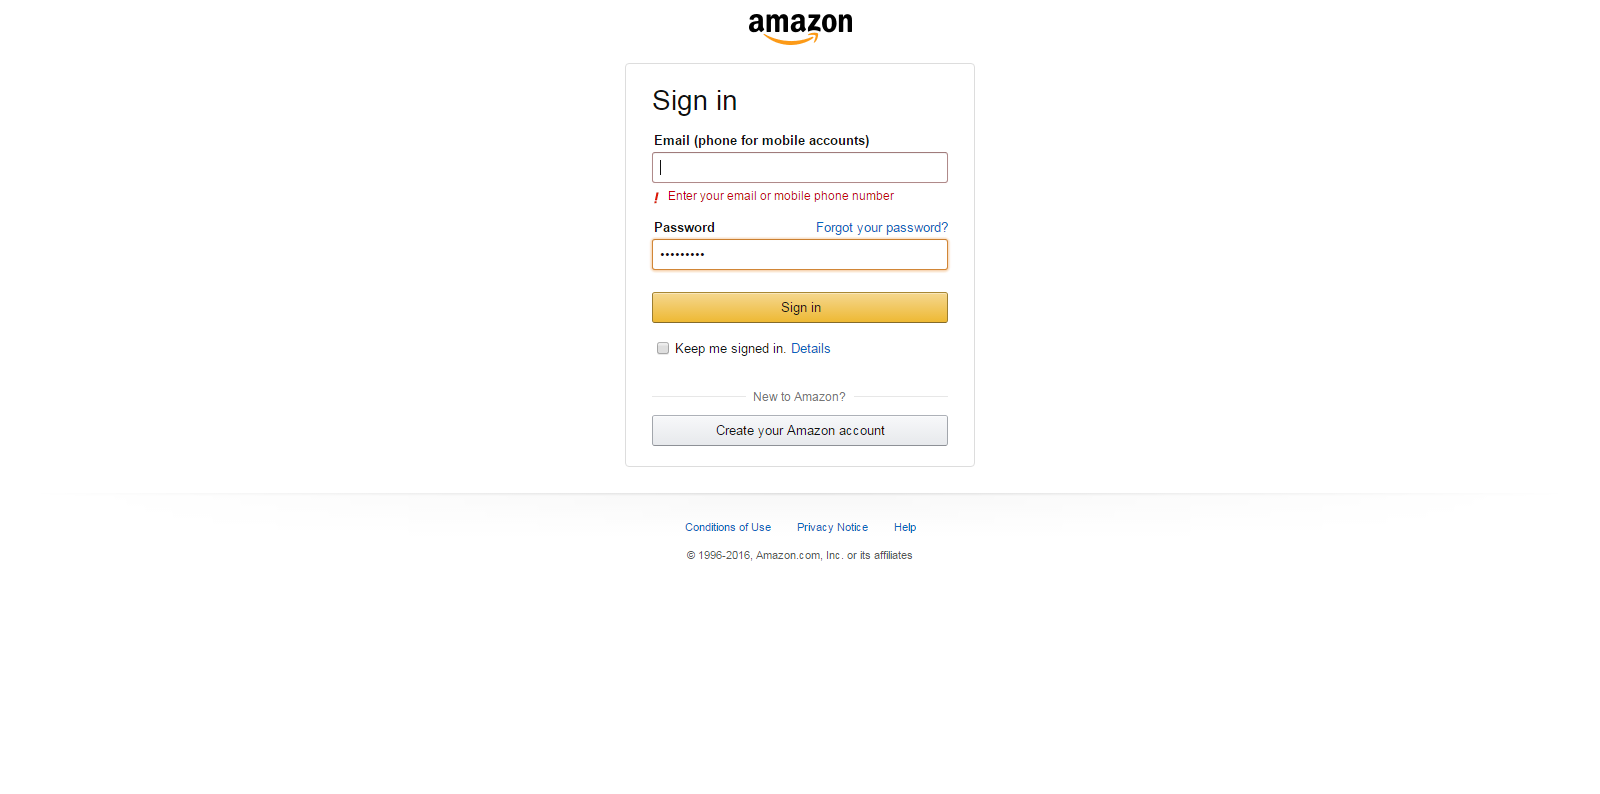 amazon
Sign in
Email (phone for mobile accounts)
! Enter your email or mobile phone number
Password Forgot your password?
•••••••••
Sign in
Keep me signed in. Details
New to Amazon?
Create your Amazon account
Conditions of Use Privacy Notice Help
© 1996-2016, Amazon.com, Inc. or its affiliates